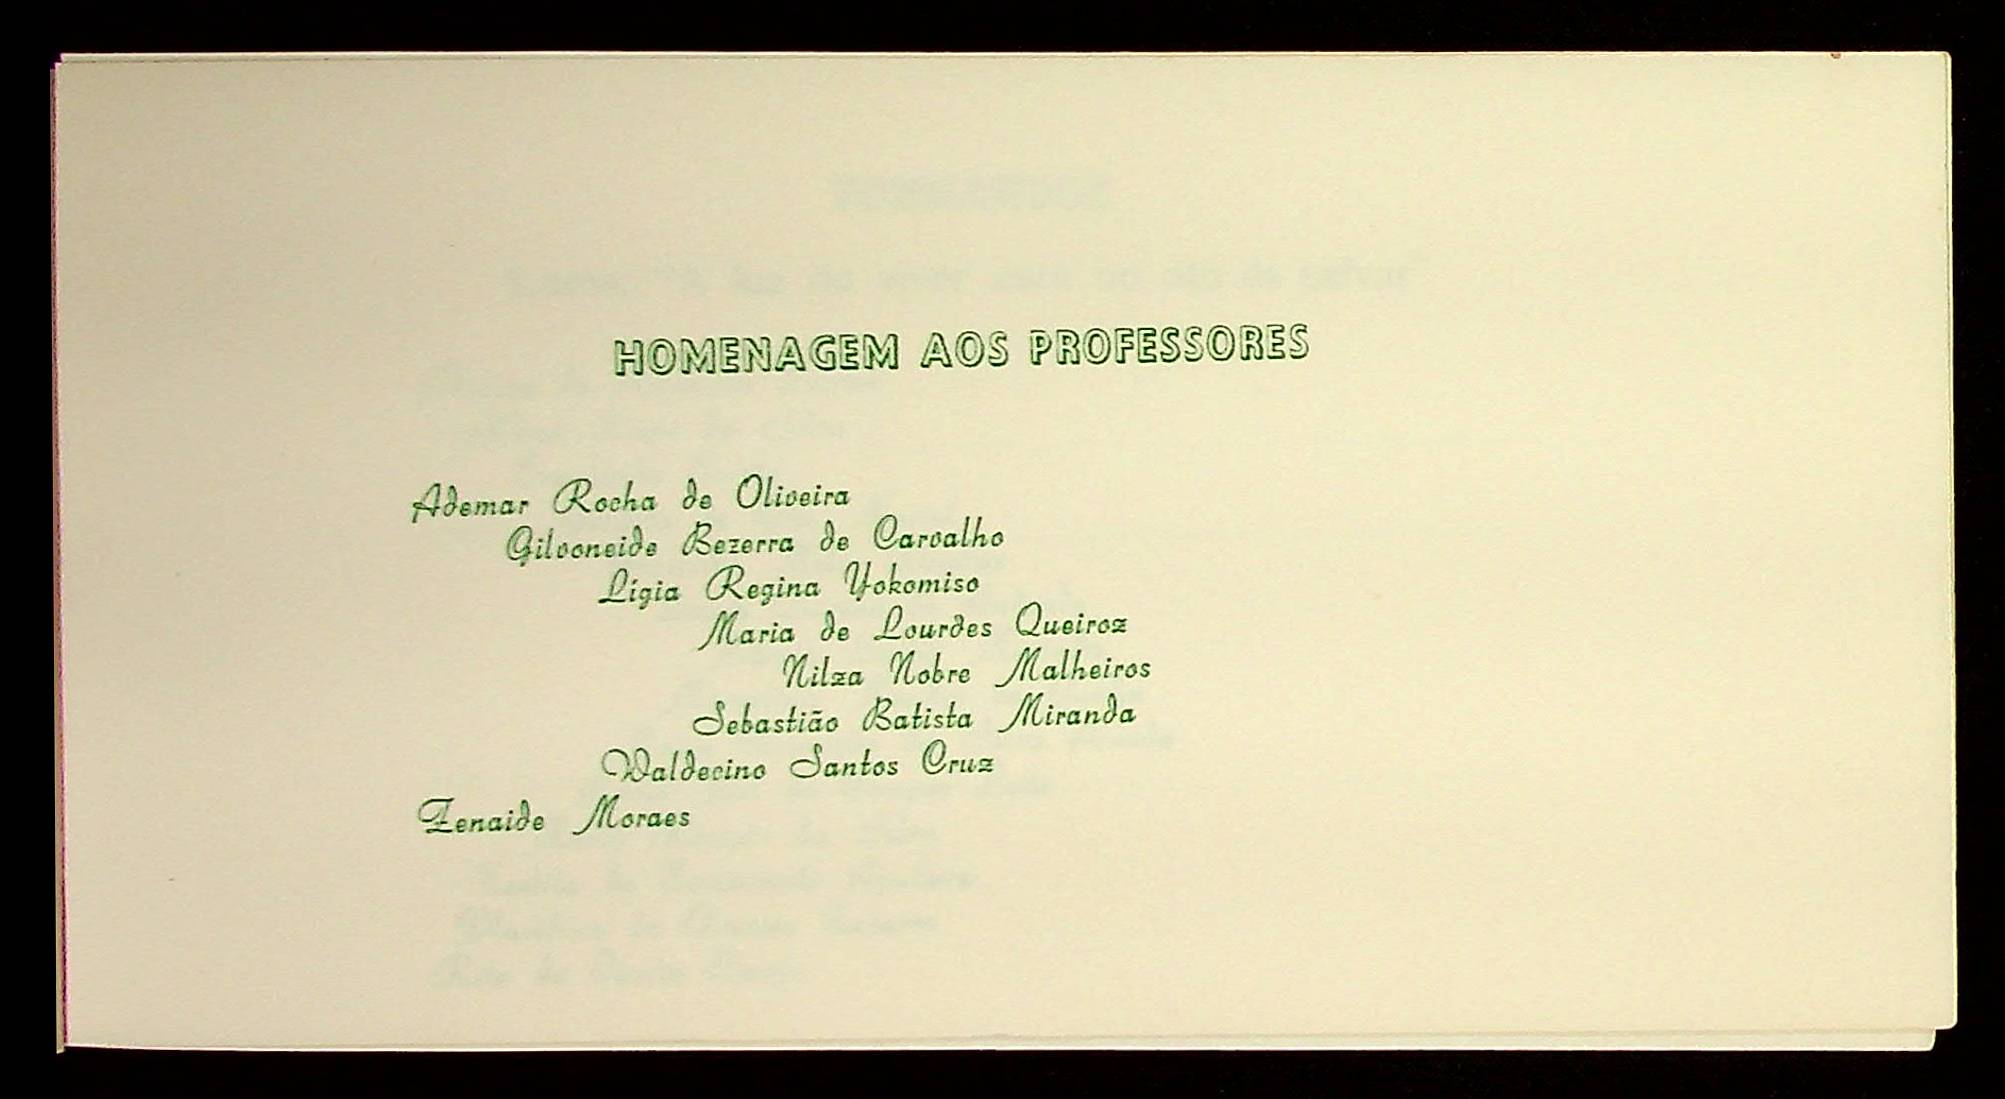 HOMENAGEM AOS PROFESSORES
Ademar Rocha de Oliveira
Gilvoneide Bezerra de Carvalho
Lígia Regina Yokomiso
Maria de Lourdes Queiroz
Nilza Nobre Malheiros
Sebastião Batista Miranda
Waldecino Santos Cruz
Zenaide Moraes